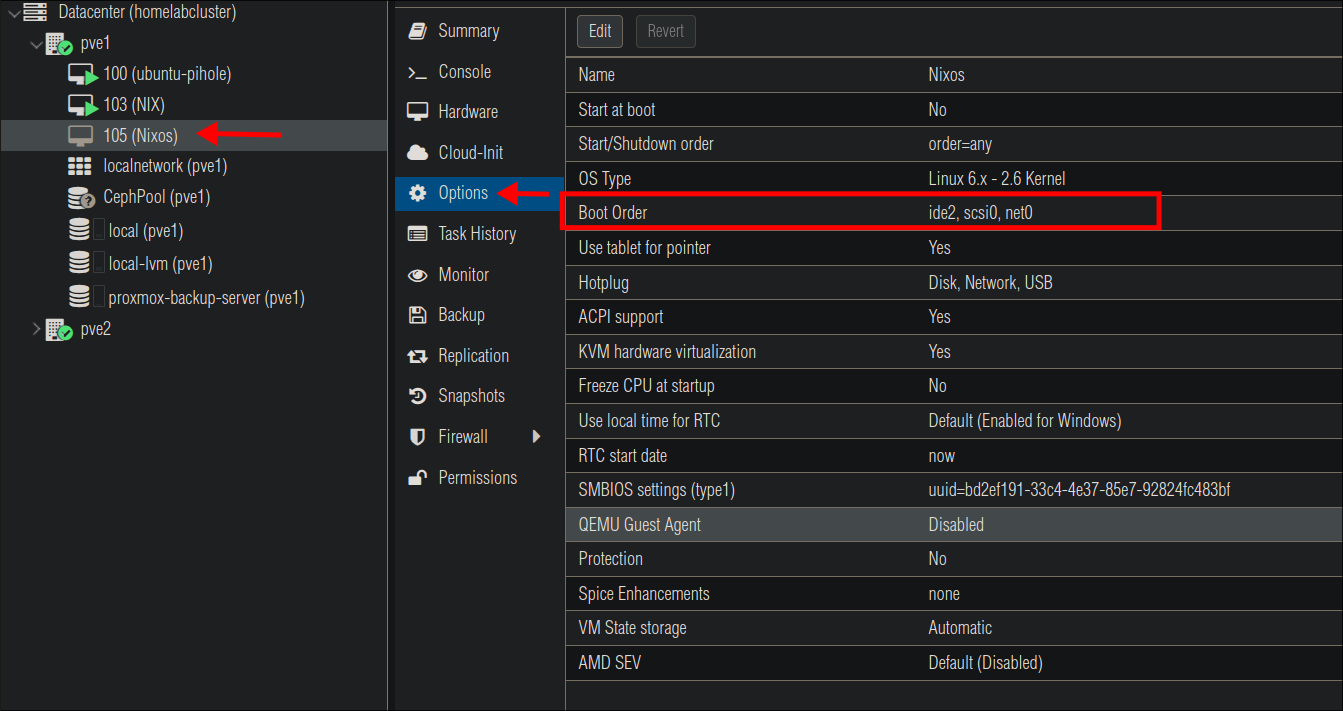 Datacenter (homelabcluster)
pve1
100 (ubuntu-pihole)
103 (NIX)
105 (Nixos)
localnetwork (pve1)
CephPool (pve1)
local (pve1)
local-lvm (pve1)
proxmox-backup-server (pve1)
pve2
Summary
Console
Hardware
Cloud-Init
Options
Task History
Monitor
Backup
Replication
Snapshots
Firewall
Permissions
Edit Revert
Name Nixos
Start at boot No
Start/Shutdown order order=any
OS Type Linux 6.x - 2.6 Kernel
Boot Order ide2, scsi0, net0
Use tablet for pointer Yes
Hotplug Disk, Network, USB
ACPI support Yes
KVM hardware virtualization Yes
Freeze CPU at startup No
Use local time for RTC Default (Enabled for Windows)
RTC start date now
SMBIOS settings (type1) uuid=bd2ef191-33c4-4e37-85e7-92824fc483bf
QEMU Guest Agent Disabled
Protection No
Spice Enhancements none
VM State storage Automatic
AMD SEV Default (Disabled)